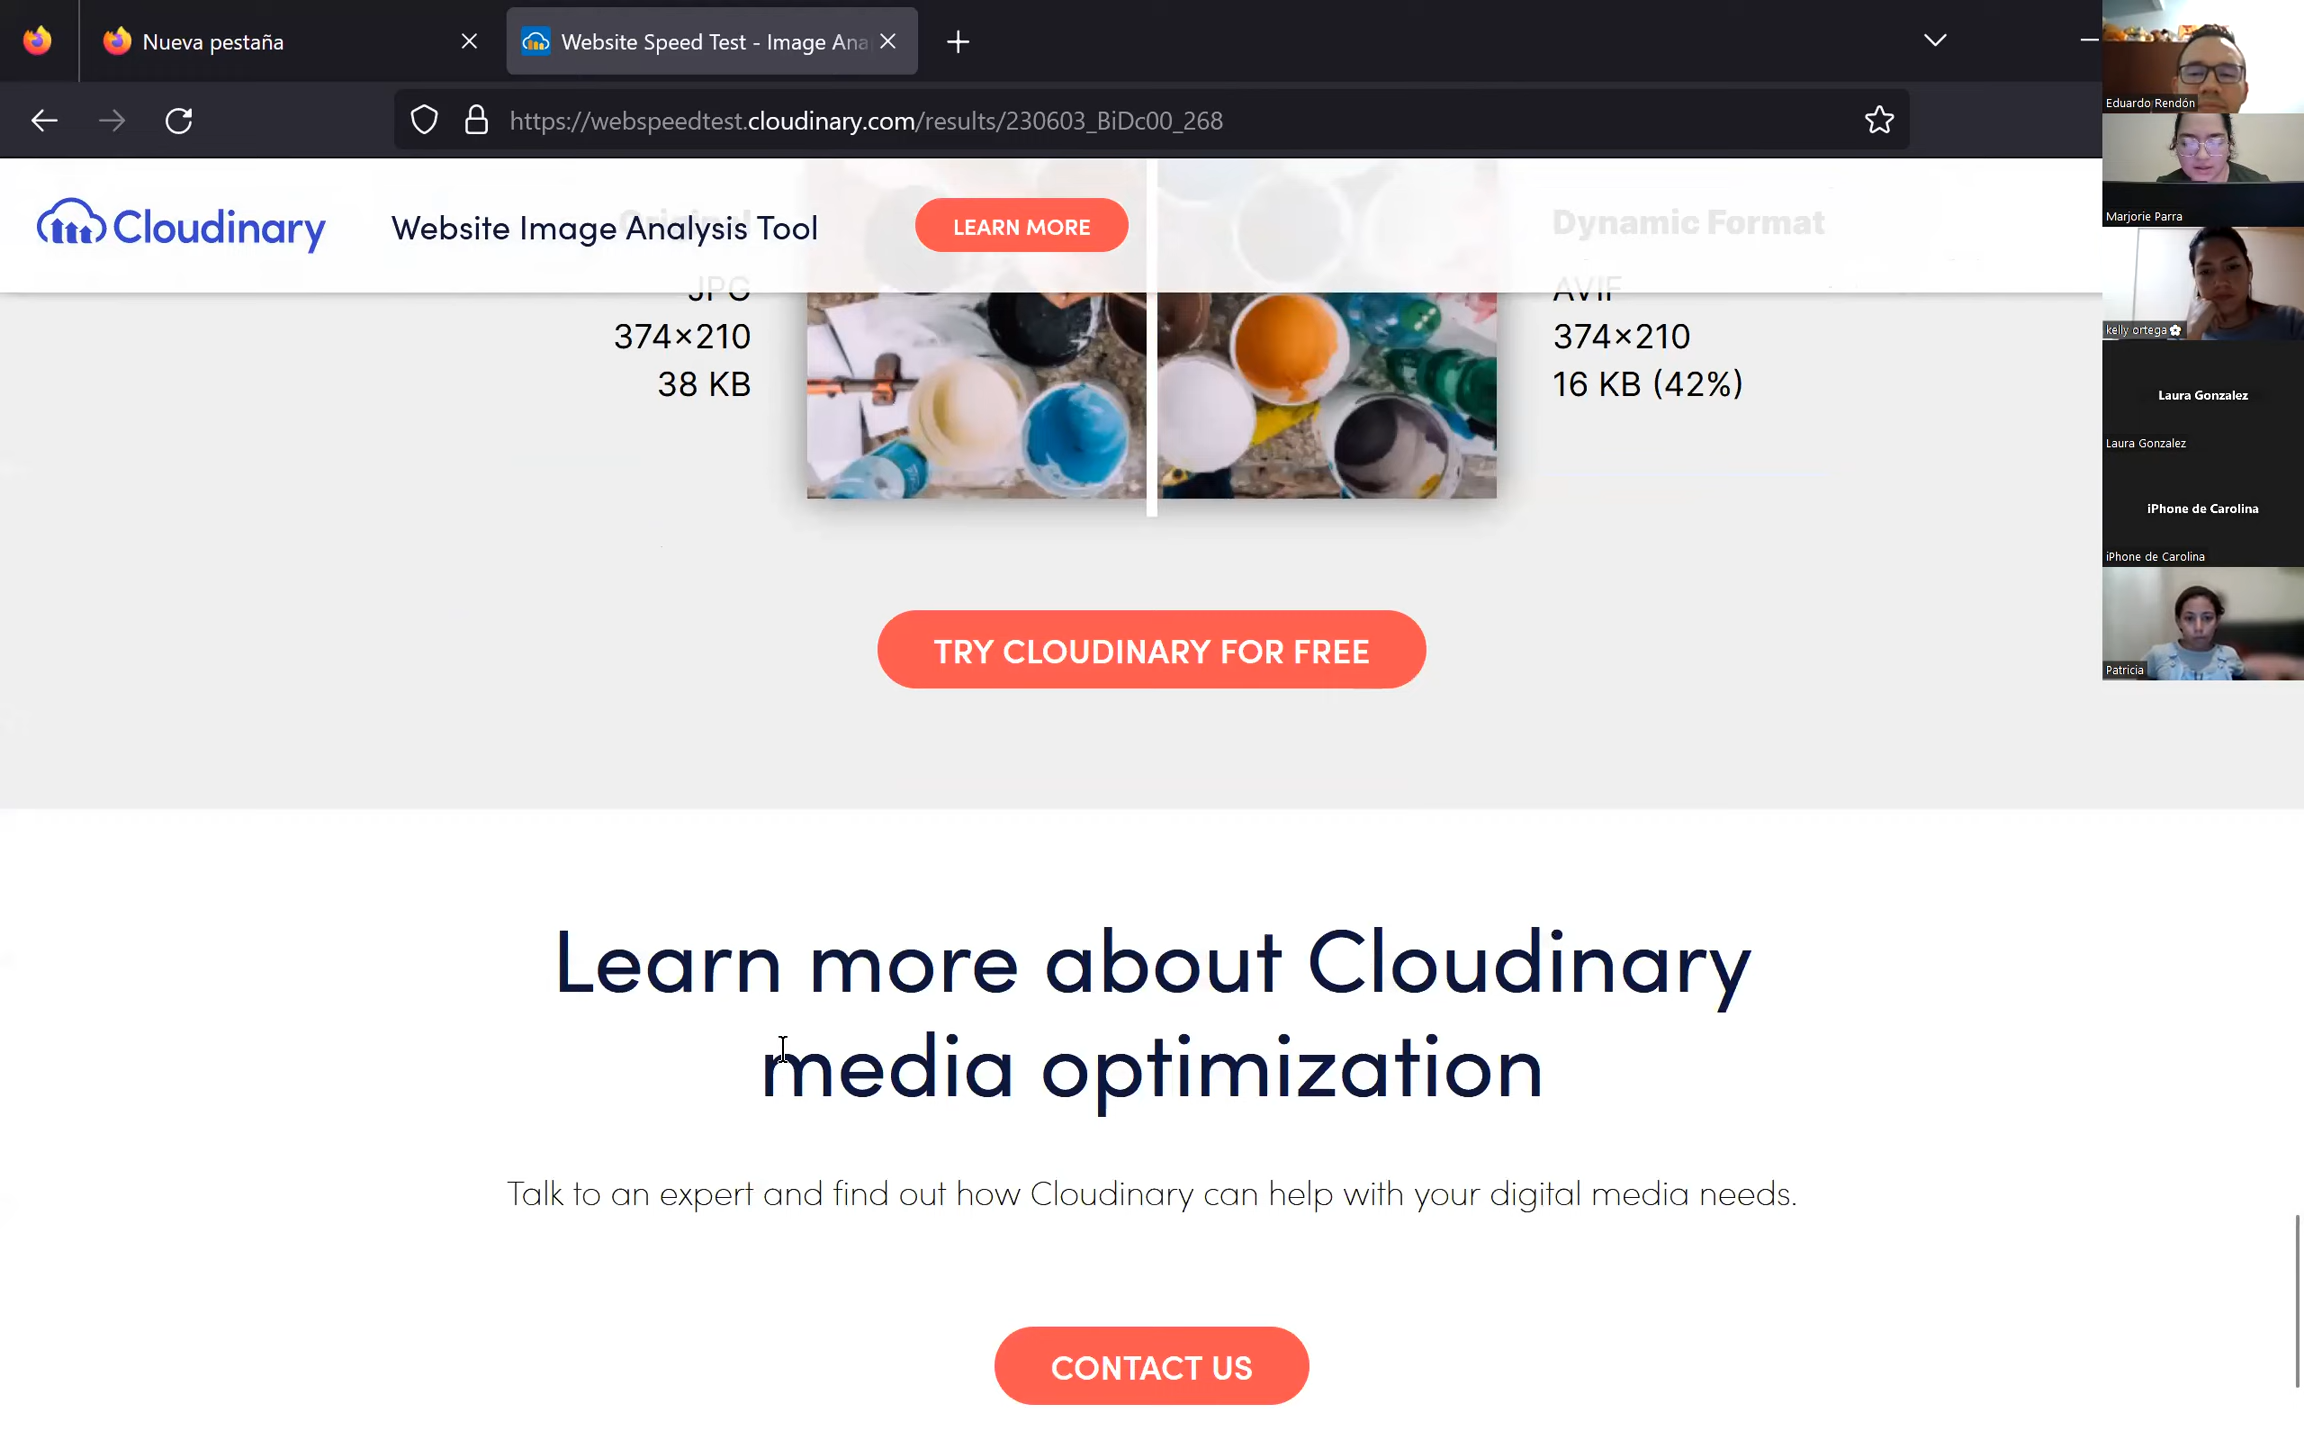 Nueva pestaña
Website Speed Test - Image Ana
https://webspeedtest.cloudinary.com/results/230603_BiDc00_268
Cloudinary
Website Image Analysis Tool
LEARN MORE
Original
JPG
374×210
38 KB
Dynamic Format
AVIF
374×210
16 KB (42%)
TRY CLOUDINARY FOR FREE
Learn more about Cloudinary
media optimization
Talk to an expert and find out how Cloudinary can help with your digital media needs.
CONTACT US
Eduardo Rendón
Marjorie Parra
kelly ortega
Laura Gonzalez
Laura Gonzalez
iPhone de Carolina
iPhone de Carolina
Patricia